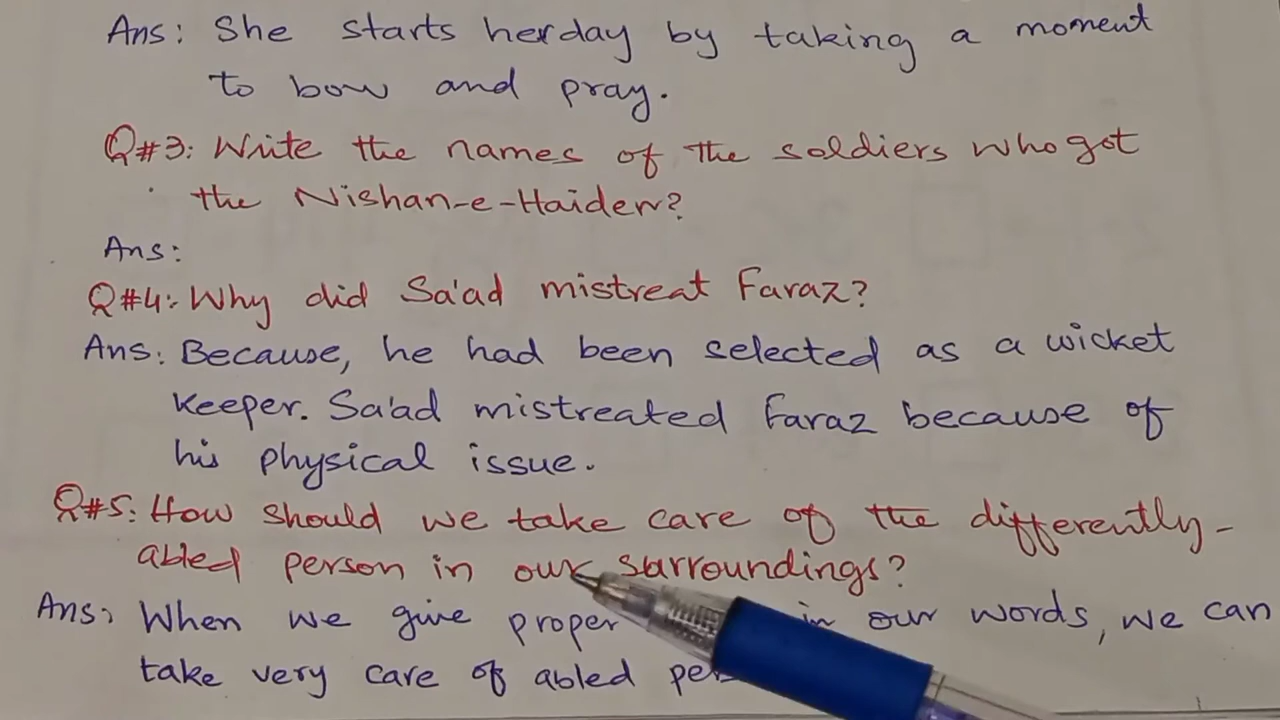 Ans: She starts herday by taking a moment
to bow and pray.
Q#3: Write the names of the soldiers who got
the Nishan-e-Haider?
Ans:
Q#4: Why did Sa'ad mistreat Faraz?
Ans: Because, he had been selected as a wicket
keeper. Sa'ad mistreated Faraz because of
his physical issue.
Q#5: How should we take care of the differently-
abled person in our surroundings?
Ans: When we give proper in our words, we can
take very care of abled